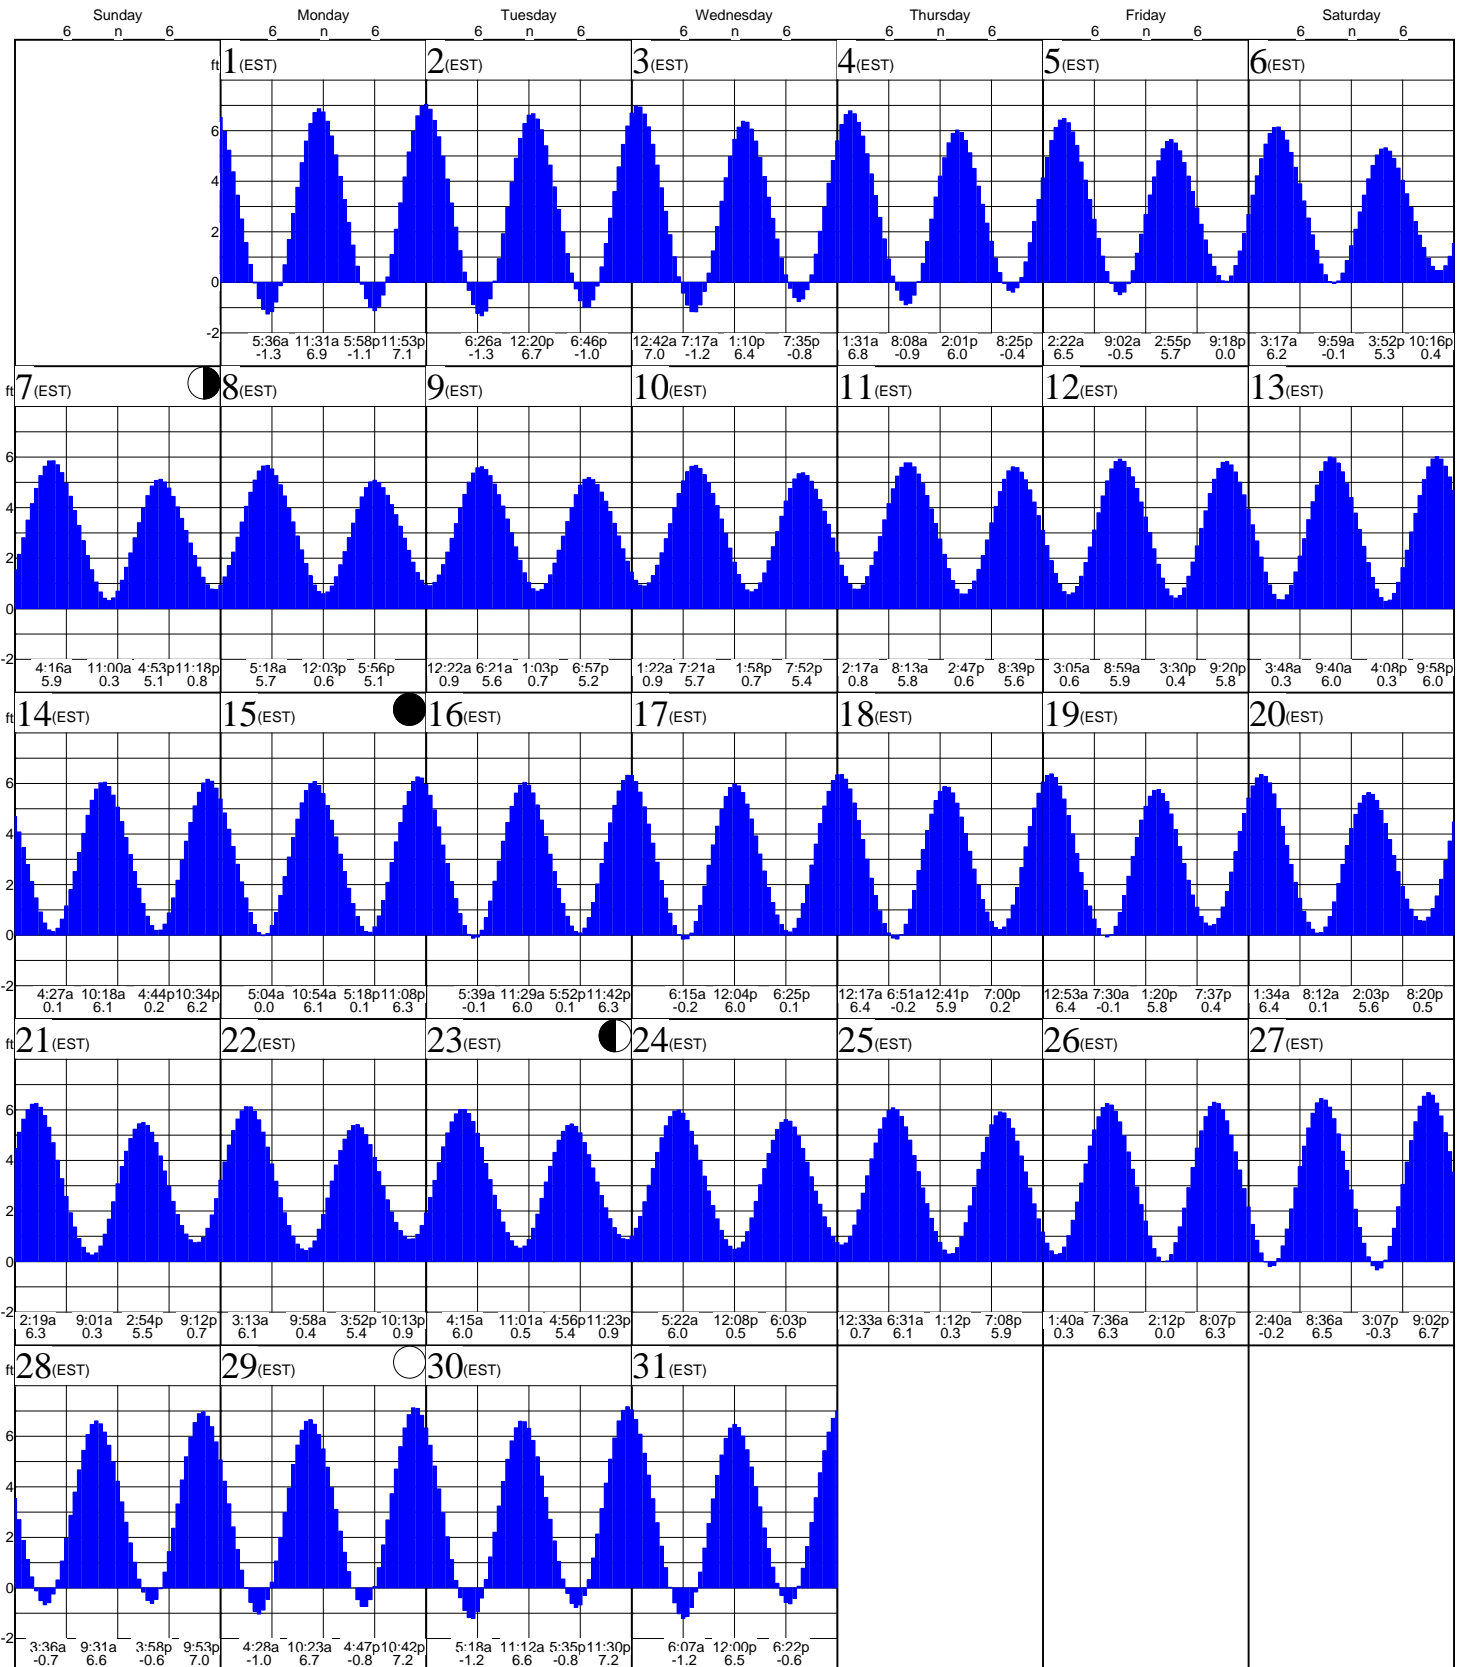 Sunday Monday Tuesday Wednesday Thursday Friday Saturday
6 n 6 6 n 6 6 n 6 6 n 6 6 n 6 6 n 6 6 n 6
ft 1(EST) 2(EST) 3(EST) 4(EST) 5(EST) 6(EST)
6
4
2
0
-2
5:36a 11:31a 5:58p 11:53p 6:26a 12:20p 6:46p 12:42a 7:17a 1:10p 7:35p 1:31a 8:08a 2:01p 8:25p 2:22a 9:02a 2:55p 9:18p 3:17a 9:59a 3:52p 10:16p
-1.3 6.9 -1.1 7.1 -1.3 6.7 -1.0 7.0 -1.2 6.4 -0.8 6.8 -0.9 6.0 -0.4 6.5 -0.5 5.7 0.0 6.2 -0.1 5.3 0.4
ft 7(EST) 8(EST) 9(EST) 10(EST) 11(EST) 12(EST) 13(EST)
6
4
2
0
-2
4:16a 11:00a 4:53p 11:18p 5:18a 12:03p 5:56p 12:22a 6:21a 1:03p 6:57p 1:22a 7:21a 1:58p 7:52p 2:17a 8:13a 2:47p 8:39p 3:05a 8:59a 3:30p 9:20p 3:48a 9:40a 4:08p 9:58p
5.9 0.3 5.1 0.8 5.7 0.6 5.1 0.9 5.6 0.7 5.2 0.9 5.7 0.7 5.4 0.8 5.8 0.6 5.6 0.6 5.9 0.4 5.8 0.3 6.0 0.3 6.0
ft 14(EST) 15(EST) 16(EST) 17(EST) 18(EST) 19(EST) 20(EST)
6
4
2
0
-2
4:27a 10:18a 4:44p 10:34p 5:04a 10:54a 5:18p 11:08p 5:39a 11:29a 5:52p 11:42p 6:15a 12:04p 6:25p 12:17a 6:51a 12:41p 7:00p 12:53a 7:30a 1:20p 7:37p 1:34a 8:12a 2:03p 8:20p
0.1 6.1 0.2 6.2 0.0 6.1 0.1 6.3 -0.1 6.0 0.1 6.3 -0.2 6.0 0.1 6.4 -0.2 5.9 0.2 6.4 -0.1 5.8 0.4 6.4 0.1 5.6 0.5
ft 21(EST) 22(EST) 23(EST) 24(EST) 25(EST) 26(EST) 27(EST)
6
4
2
0
-2
2:19a 9:01a 2:54p 9:12p 3:13a 9:58a 3:52p 10:13p 4:15a 11:01a 4:56p 11:23p 5:22a 12:08p 6:03p 12:33a 6:31a 1:12p 7:08p 1:40a 7:36a 2:12p 8:07p 2:40a 8:36a 3:07p 9:02p
6.3 0.3 5.5 0.7 6.1 0.4 5.4 0.9 6.0 0.5 5.4 0.9 6.0 0.5 5.6 0.7 6.1 0.3 5.9 0.3 6.3 0.0 6.3 -0.2 6.5 -0.3 6.7
ft 28(EST) 29(EST) 30(EST) 31(EST)
6
4
2
0
-2
3:36a 9:31a 3:58p 9:53p 4:28a 10:23a 4:47p 10:42p 5:18a 11:12a 5:35p 11:30p 6:07a 12:00p 6:22p
-0.7 6.6 -0.6 7.0 -1.0 6.7 -0.8 7.2 -1.2 6.6 -0.8 7.2 -1.2 6.5 -0.6